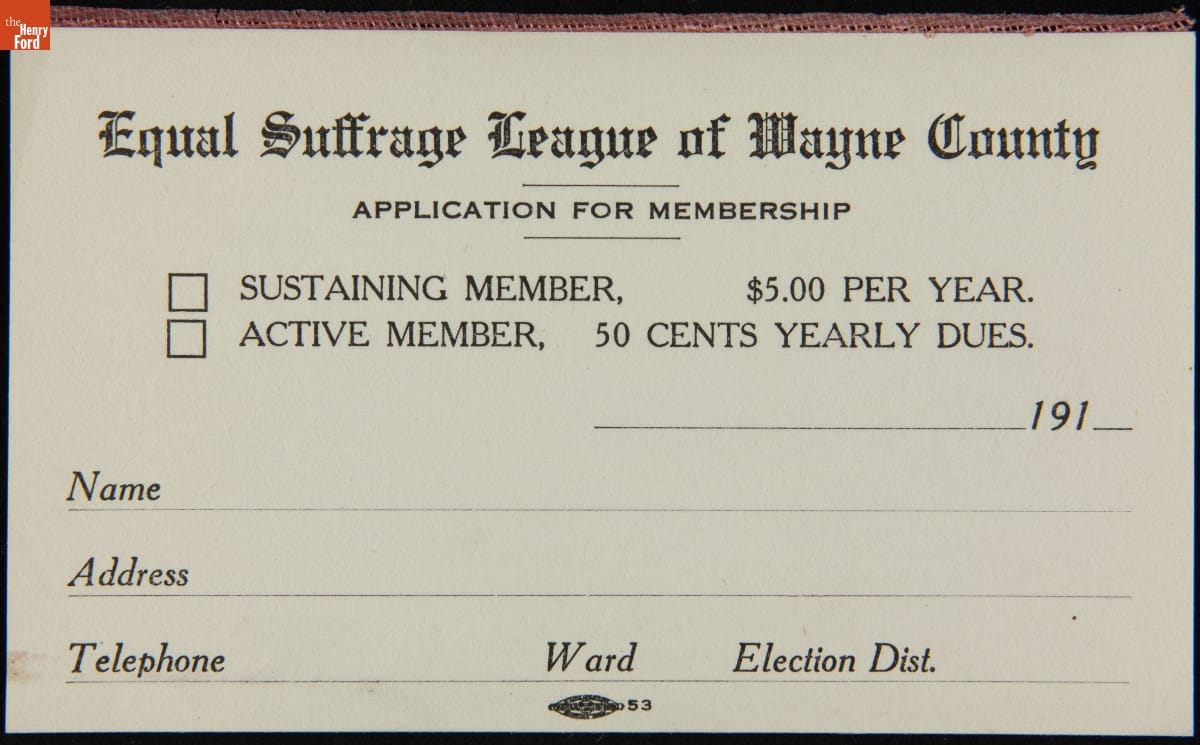 the
Henry
Ford
Equal Suffrage League of Wayne County
APPLICATION FOR MEMBERSHIP
SUSTAINING MEMBER, $5.00 PER YEAR.
ACTIVE MEMBER, 50 CENTS YEARLY DUES.
191
Name
Address
Telephone Ward Election Dist.
53